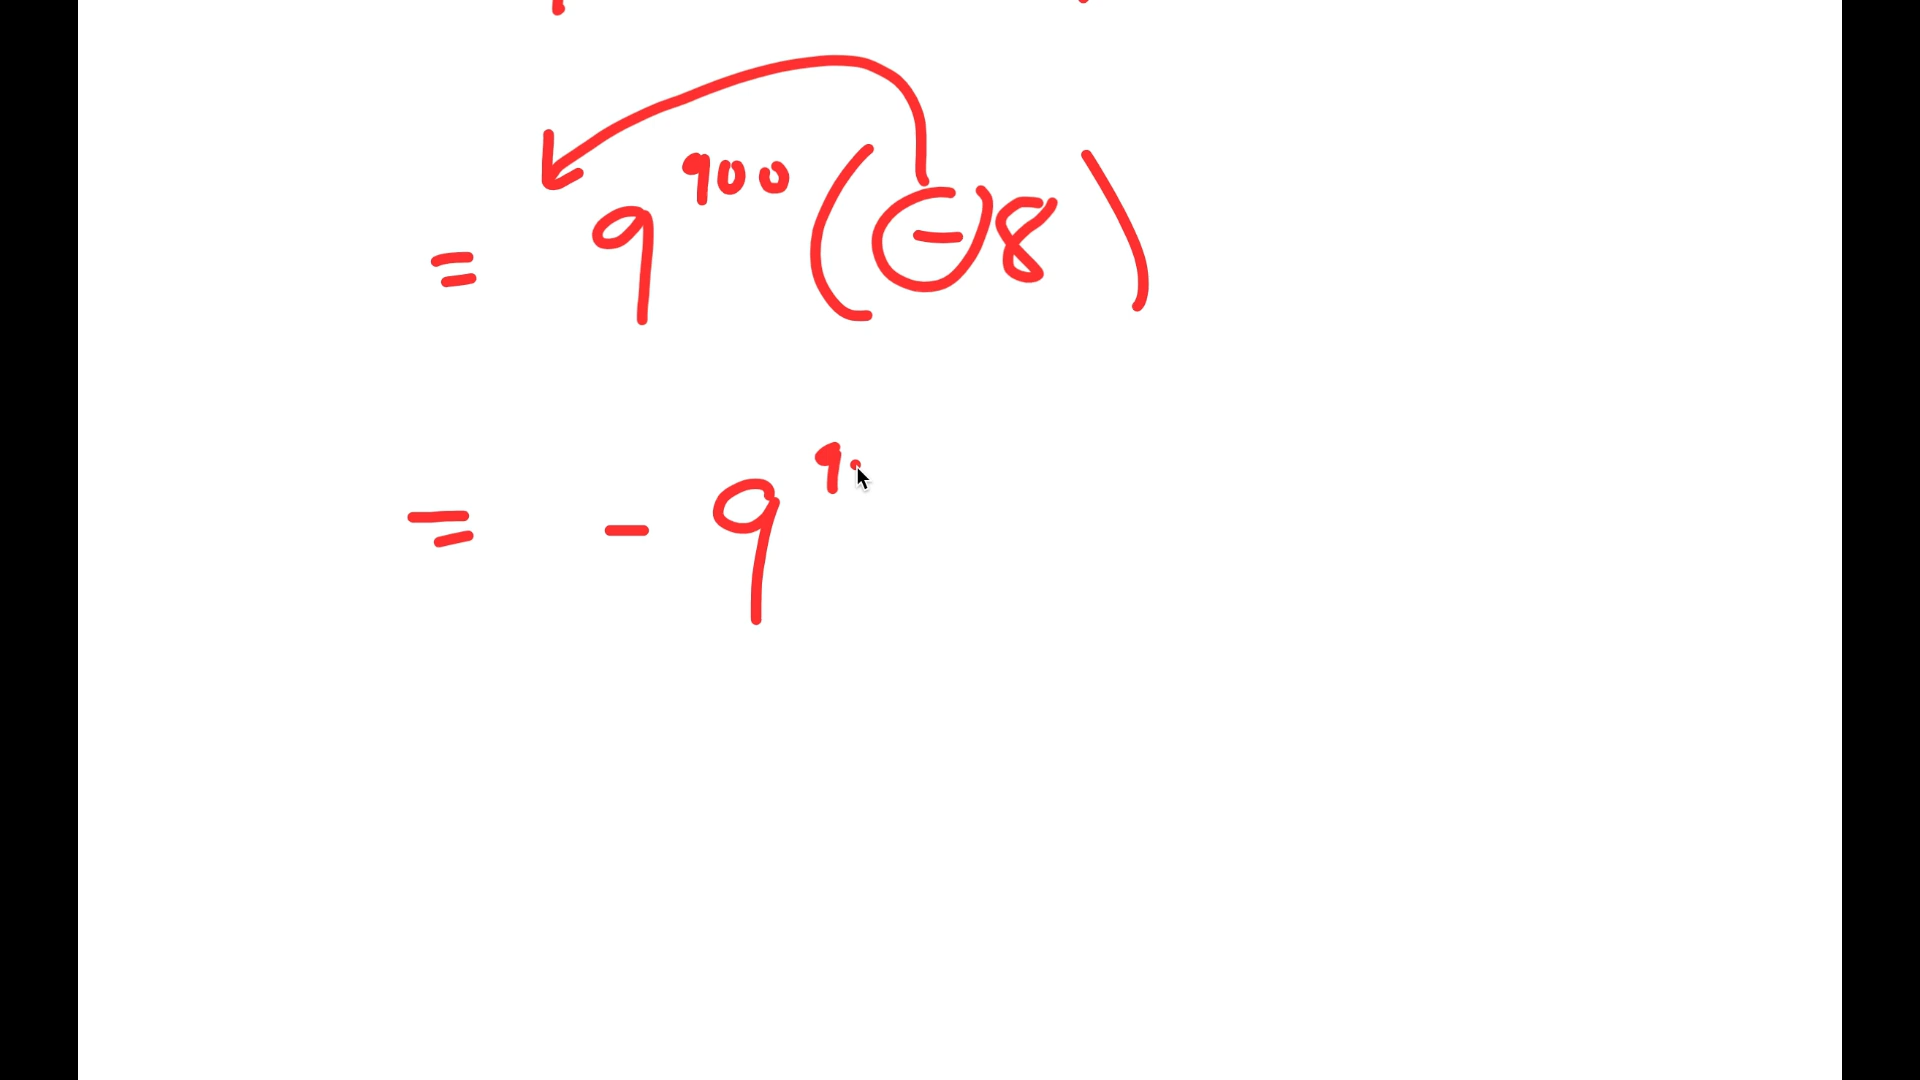 = 9^900 (-8)
= - 9^9